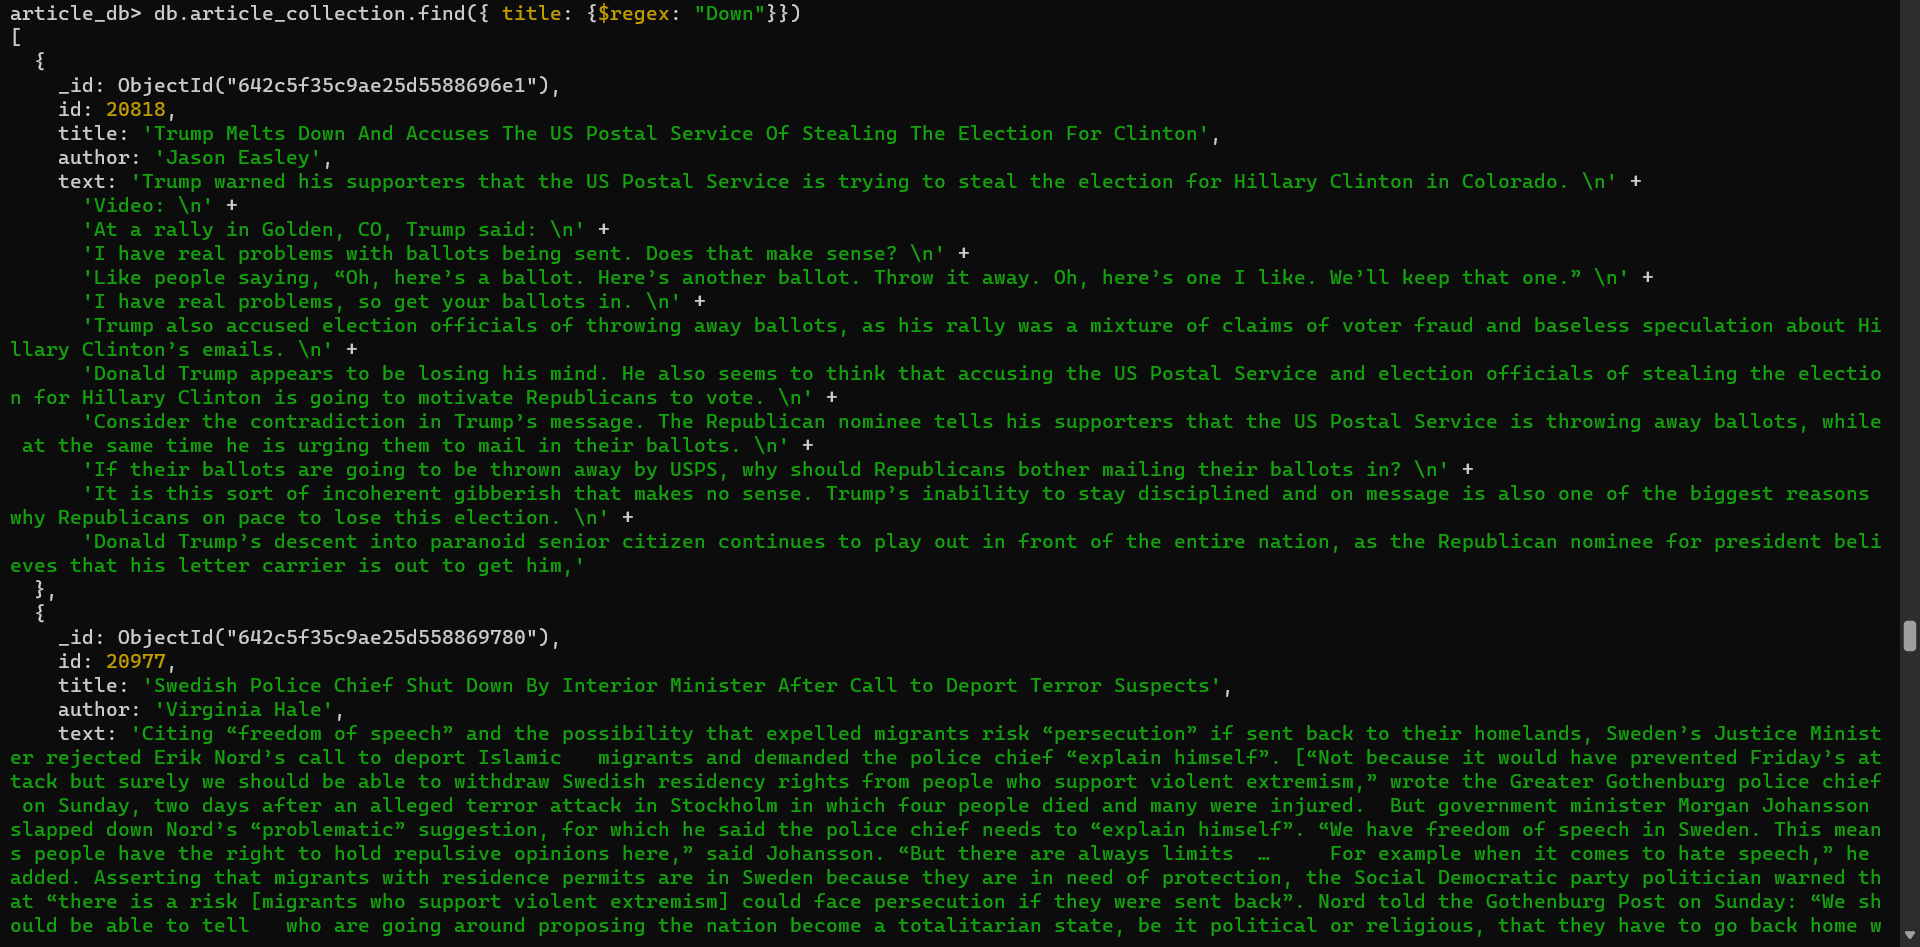 article_db> db.article_collection.find({ title: {$regex: "Down"}})
[
  {
    _id: ObjectId("642c5f35c9ae25d5588696e1"),
    id: 20818,
    title: 'Trump Melts Down And Accuses The US Postal Service Of Stealing The Election For Clinton',
    author: 'Jason Easley',
    text: 'Trump warned his supporters that the US Postal Service is trying to steal the election for Hillary Clinton in Colorado. \n' +
      'Video: \n' +
      'At a rally in Golden, CO, Trump said: \n' +
      'I have real problems with ballots being sent. Does that make sense? \n' +
      'Like people saying, “Oh, here’s a ballot. Here’s another ballot. Throw it away. Oh, here’s one I like. We’ll keep that one.” \n' +
      'I have real problems, so get your ballots in. \n' +
      'Trump also accused election officials of throwing away ballots, as his rally was a mixture of claims of voter fraud and baseless speculation about Hi
llary Clinton’s emails. \n' +
      'Donald Trump appears to be losing his mind. He also seems to think that accusing the US Postal Service and election officials of stealing the electio
n for Hillary Clinton is going to motivate Republicans to vote. \n' +
      'Consider the contradiction in Trump’s message. The Republican nominee tells his supporters that the US Postal Service is throwing away ballots, while
 at the same time he is urging them to mail in their ballots. \n' +
      'If their ballots are going to be thrown away by USPS, why should Republicans bother mailing their ballots in? \n' +
      'It is this sort of incoherent gibberish that makes no sense. Trump’s inability to stay disciplined and on message is also one of the biggest reasons
why Republicans on pace to lose this election. \n' +
      'Donald Trump’s descent into paranoid senior citizen continues to play out in front of the entire nation, as the Republican nominee for president beli
eves that his letter carrier is out to get him,'
  },
  {
    _id: ObjectId("642c5f35c9ae25d558869780"),
    id: 20977,
    title: 'Swedish Police Chief Shut Down By Interior Minister After Call to Deport Terror Suspects',
    author: 'Virginia Hale',
    text: 'Citing “freedom of speech” and the possibility that expelled migrants risk “persecution” if sent back to their homelands, Sweden’s Justice Minist
er rejected Erik Nord’s call to deport Islamic   migrants and demanded the police chief “explain himself”. [“Not because it would have prevented Friday’s at
tack but surely we should be able to withdraw Swedish residency rights from people who support violent extremism,” wrote the Greater Gothenburg police chief
 on Sunday, two days after an alleged terror attack in Stockholm in which four people died and many were injured.  But government minister Morgan Johansson
slapped down Nord’s “problematic” suggestion, for which he said the police chief needs to “explain himself”. “We have freedom of speech in Sweden. This mean
s people have the right to hold repulsive opinions here,” said Johansson. “But there are always limits  …     For example when it comes to hate speech,” he
added. Asserting that migrants with residence permits are in Sweden because they are in need of protection, the Social Democratic party politician warned th
at “there is a risk [migrants who support violent extremism] could face persecution if they were sent back”. Nord told the Gothenburg Post on Sunday: “We sh
ould be able to tell   who are going around proposing the nation become a totalitarian state, be it political or religious, that they have to go back home w